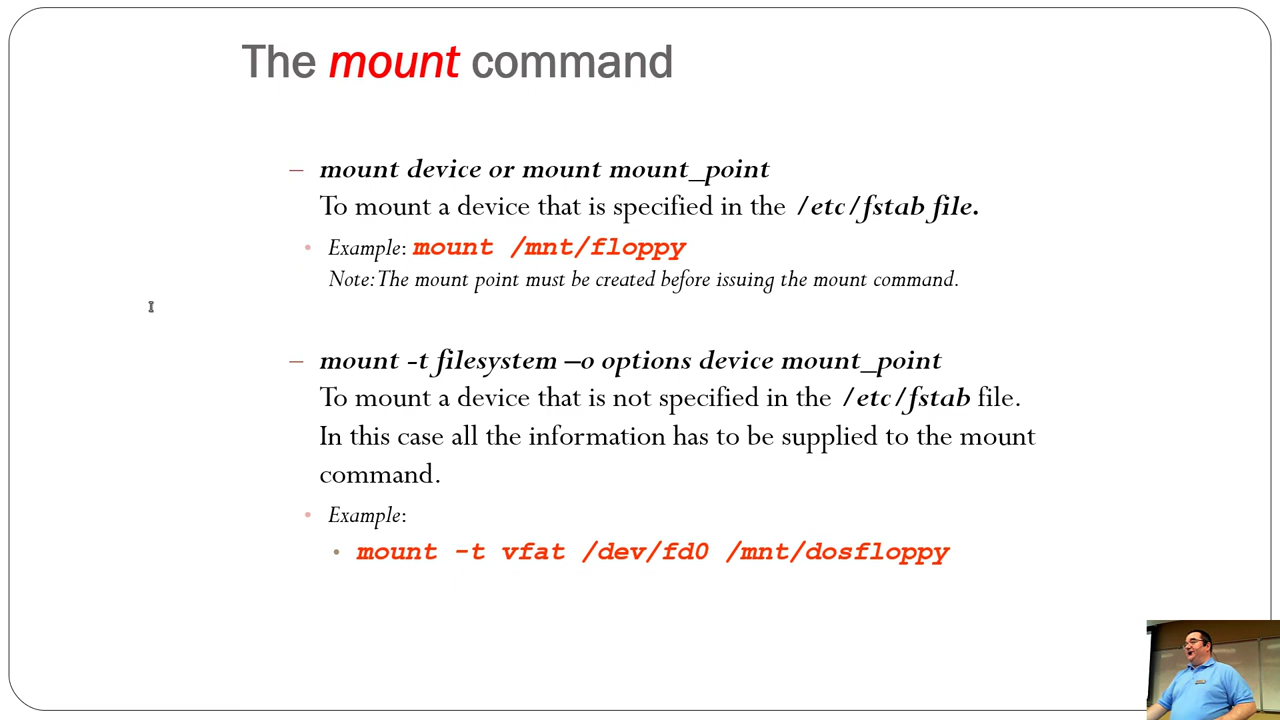 The mount command
– mount device or mount mount_point
To mount a device that is specified in the /etc/fstab file.
• Example: mount /mnt/floppy
Note: The mount point must be created before issuing the mount command.
– mount -t filesystem –o options device mount_point
To mount a device that is not specified in the /etc/fstab file.
In this case all the information has to be supplied to the mount
command.
• Example:
• mount -t vfat /dev/fd0 /mnt/dosfloppy